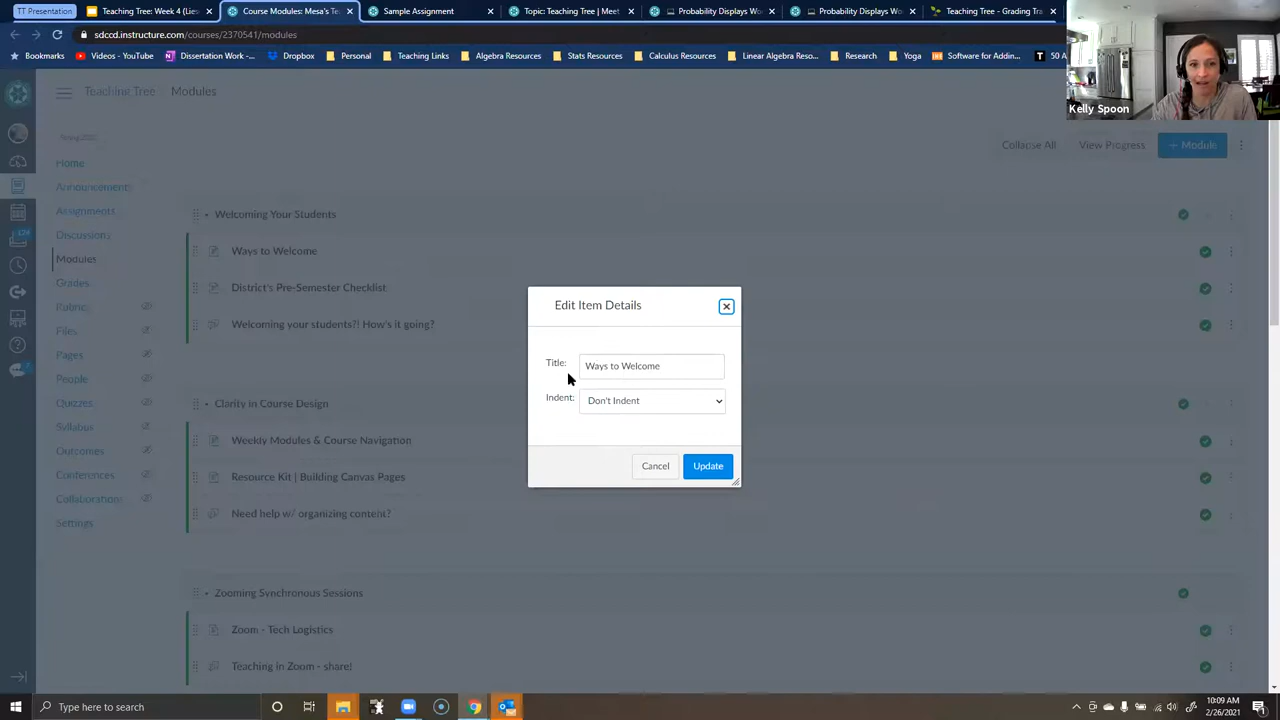 TT Presentation
Teaching Tree: Week 4 (L
Course Modules: Mesa's T
Sample Assignment
Topic: Teaching Tree | Meet
Probability Displays
Probability Displays W
Teaching Tree - Grading Tra
sdccd.instructure.com/courses/2370541/modules
Bookmarks
Videos - YouTube
Dissertation Work -...
Dropbox
Personal
Teaching Links
Algebra Resources
Stats Resources
Calculus Resources
Linear Algebra Reso...
Research
Yoga
Software for Addin...
50 A
Kelly Spoon
Teaching Tree
Modules
Collapse All
View Progress
+ Module
Home
Announcements
Assignments
Discussions
Modules
Grades
Rubric
Files
Pages
People
Quizzes
Syllabus
Outcomes
Conferences
Collaborations
Settings
Welcoming Your Students
Ways to Welcome
District's Pre-Semester Checklist
Welcoming your students?! How's it going?
Clarity in Course Design
Weekly Modules & Course Navigation
Resource Kit | Building Canvas Pages
Need help w/ organizing content?
Zooming Synchronous Sessions
Zoom - Tech Logistics
Teaching in Zoom - share!
Edit Item Details
Title:
Ways to Welcome
Indent:
Don't Indent
Cancel
Update
Type here to search
10:09 AM
2/26/2021